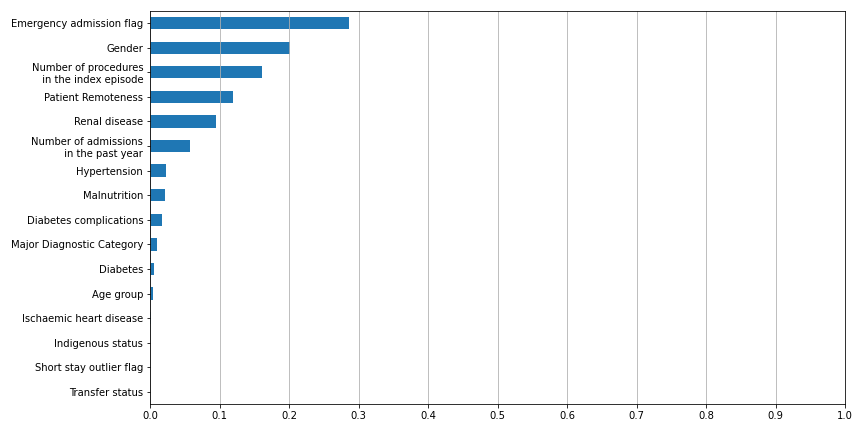 Emergency admission flag
Gender
Number of procedures
in the index episode
Patient Remoteness
Renal disease
Number of admissions
in the past year
Hypertension
Malnutrition
Diabetes complications
Major Diagnostic Category
Diabetes
Age group
Ischaemic heart disease
Indigenous status
Short stay outlier flag
Transfer status
0.0 0.1 0.2 0.3 0.4 0.5 0.6 0.7 0.8 0.9 1.0